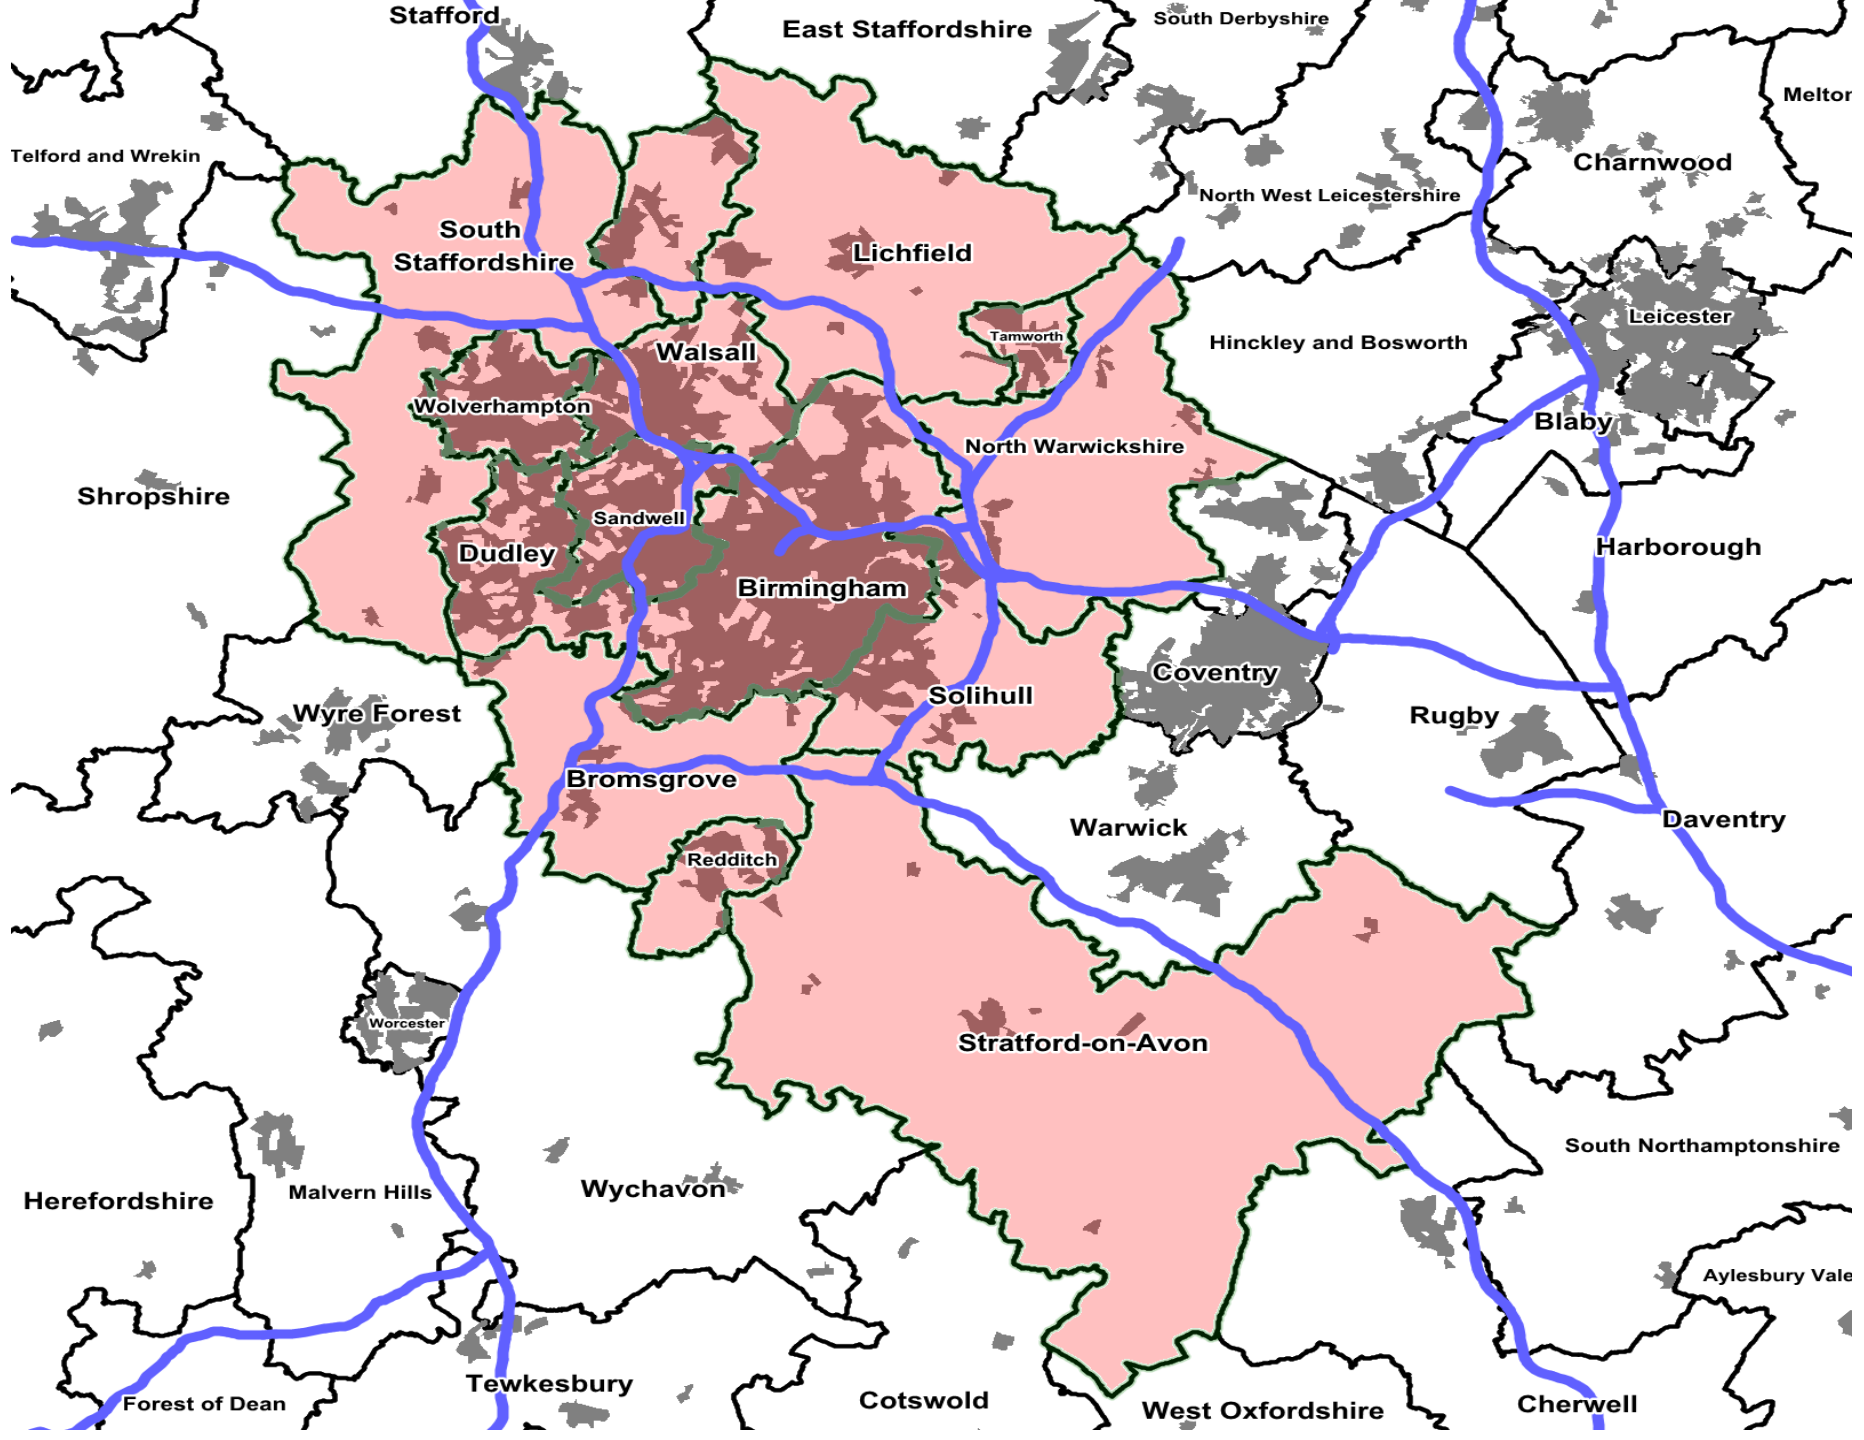 Stafford
East Staffordshire
South Derbyshire
Melton
Telford and Wrekin
Charnwood
North West Leicestershire
South
Staffordshire
Lichfield
Leicester
Tamworth
Hinckley and Bosworth
Walsall
Wolverhampton
Blaby
North Warwickshire
Shropshire
Sandwell
Dudley
Harborough
Birmingham
Coventry
Solihull
Wyre Forest
Rugby
Bromsgrove
Daventry
Warwick
Redditch
Worcester
Stratford-on-Avon
South Northamptonshire
Wychavon
Malvern Hills
Herefordshire
Aylesbury Vale
Tewkesbury
Cotswold
Forest of Dean
West Oxfordshire
Cherwell